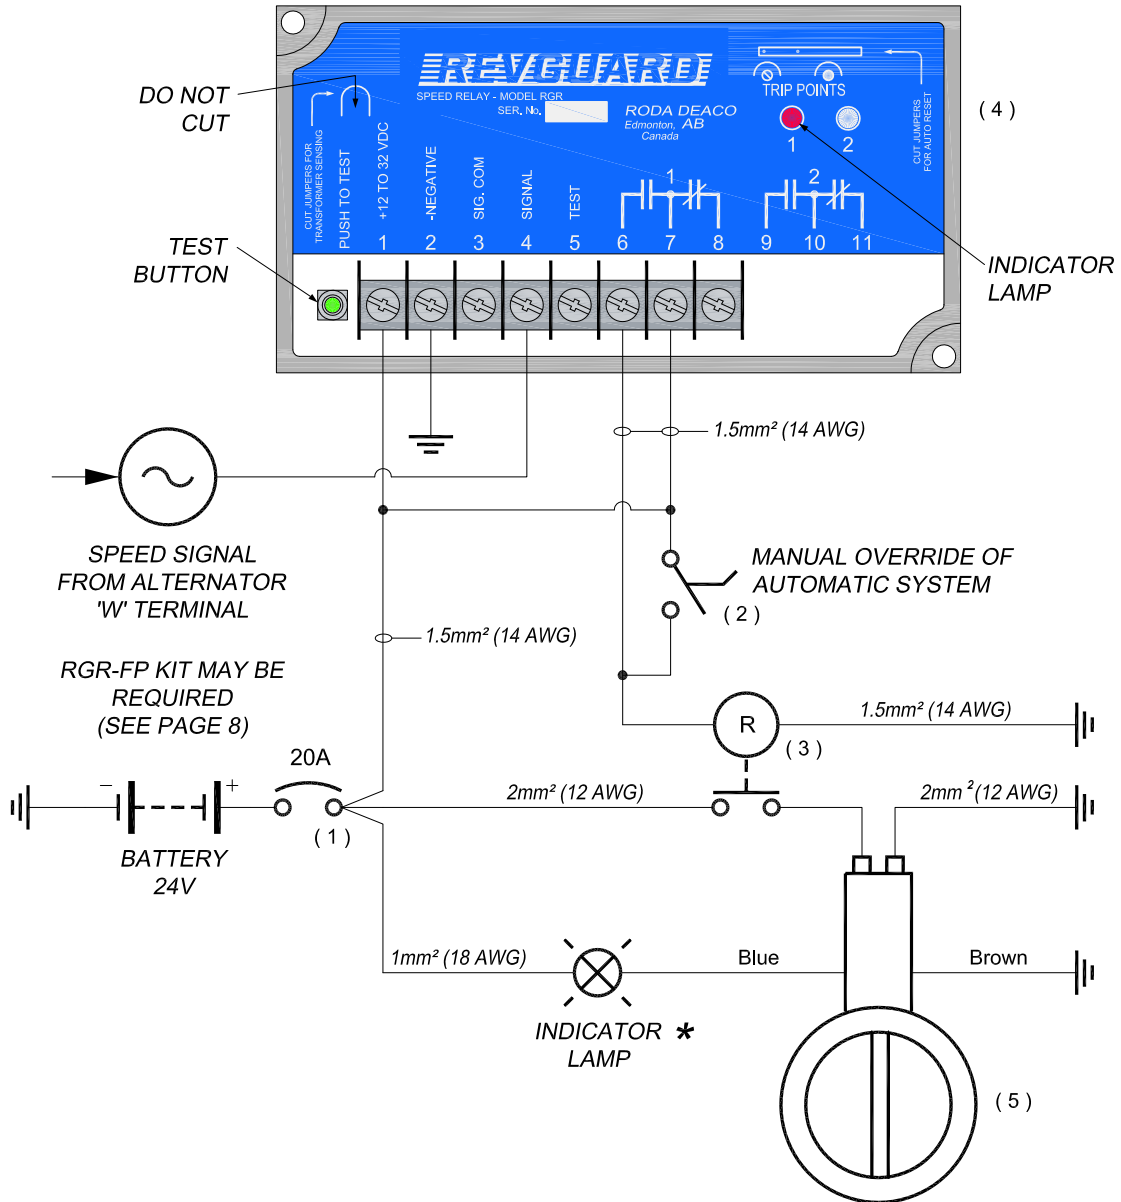 REVGUARD
SPEED RELAY - MODEL RGR
SER. No.
RODA DEACO
Edmonton, AB
Canada
TRIP POINTS
1 2
CUT JUMPERS
FOR AUTO RESET
( 4 )
DO NOT
CUT
CUT JUMPERS FOR
TRANSFORMER SENSING
PUSH TO TEST
+12 TO 32 VDC
-NEGATIVE
SIG. COM
SIGNAL
TEST
1 2
1 2 3 4 5 6 7 8 9 10 11
TEST
BUTTON
INDICATOR
LAMP
1.5mm² (14 AWG)
SPEED SIGNAL
FROM ALTERNATOR
'W' TERMINAL
MANUAL OVERRIDE OF
AUTOMATIC SYSTEM
( 2 )
1.5mm² (14 AWG)
RGR-FP KIT MAY BE
REQUIRED
(SEE PAGE 8)
R
( 3 )
1.5mm² (14 AWG)
20A
( 1 )
− +
BATTERY
24V
2mm² (12 AWG)
2mm² (12 AWG)
1mm² (18 AWG)
Blue
Brown
INDICATOR *
LAMP
( 5 )